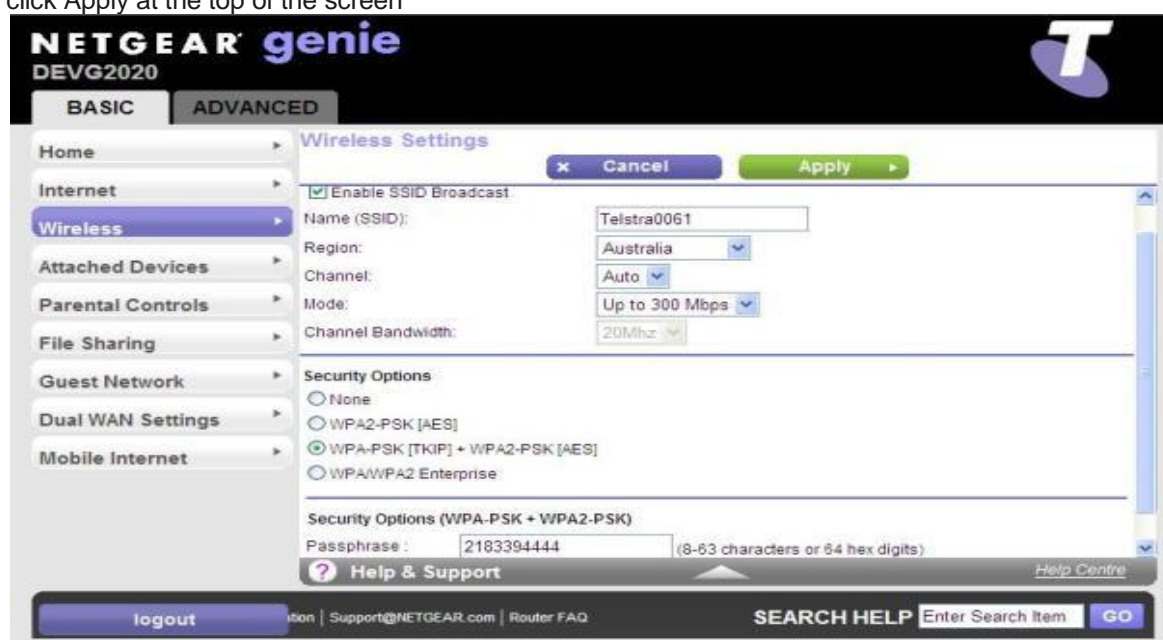 click Apply at the top of the screen
NETGEAR genie
DEVG2020
BASIC ADVANCED
Home
Internet
Wireless
Attached Devices
Parental Controls
File Sharing
Guest Network
Dual WAN Settings
Mobile Internet
Wireless Settings
x Cancel Apply
Enable SSID Broadcast
Name (SSID): Telstra0061
Region: Australia
Channel: Auto
Mode: Up to 300 Mbps
Channel Bandwidth: 20Mhz
Security Options
None
WPA2-PSK [AES]
WPA-PSK [TKIP] + WPA2-PSK [AES]
WPA/WPA2 Enterprise
Security Options (WPA-PSK + WPA2-PSK)
Passphrase : 2183394444 (8-63 characters or 64 hex digits)
? Help & Support Help Centre
logout | Support@NETGEAR.com | Router FAQ SEARCH HELP Enter Search Item GO